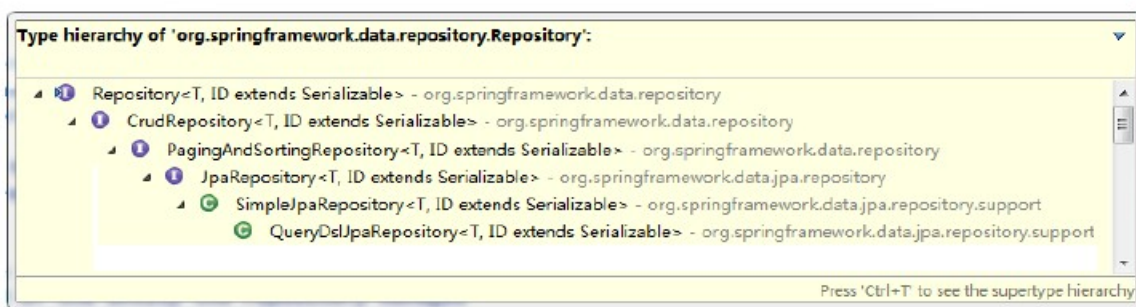 Type hierarchy of 'org.springframework.data.repository.Repository':
Repository<T, ID extends Serializable> - org.springframework.data.repository
CrudRepository<T, ID extends Serializable> - org.springframework.data.repository
PagingAndSortingRepository<T, ID extends Serializable> - org.springframework.data.repository
JpaRepository<T, ID extends Serializable> - org.springframework.data.jpa.repository
SimpleJpaRepository<T, ID extends Serializable> - org.springframework.data.jpa.repository.support
QueryDslJpaRepository<T, ID extends Serializable> - org.springframework.data.jpa.repository.support
Press 'Ctrl+T' to see the supertype hierarchy